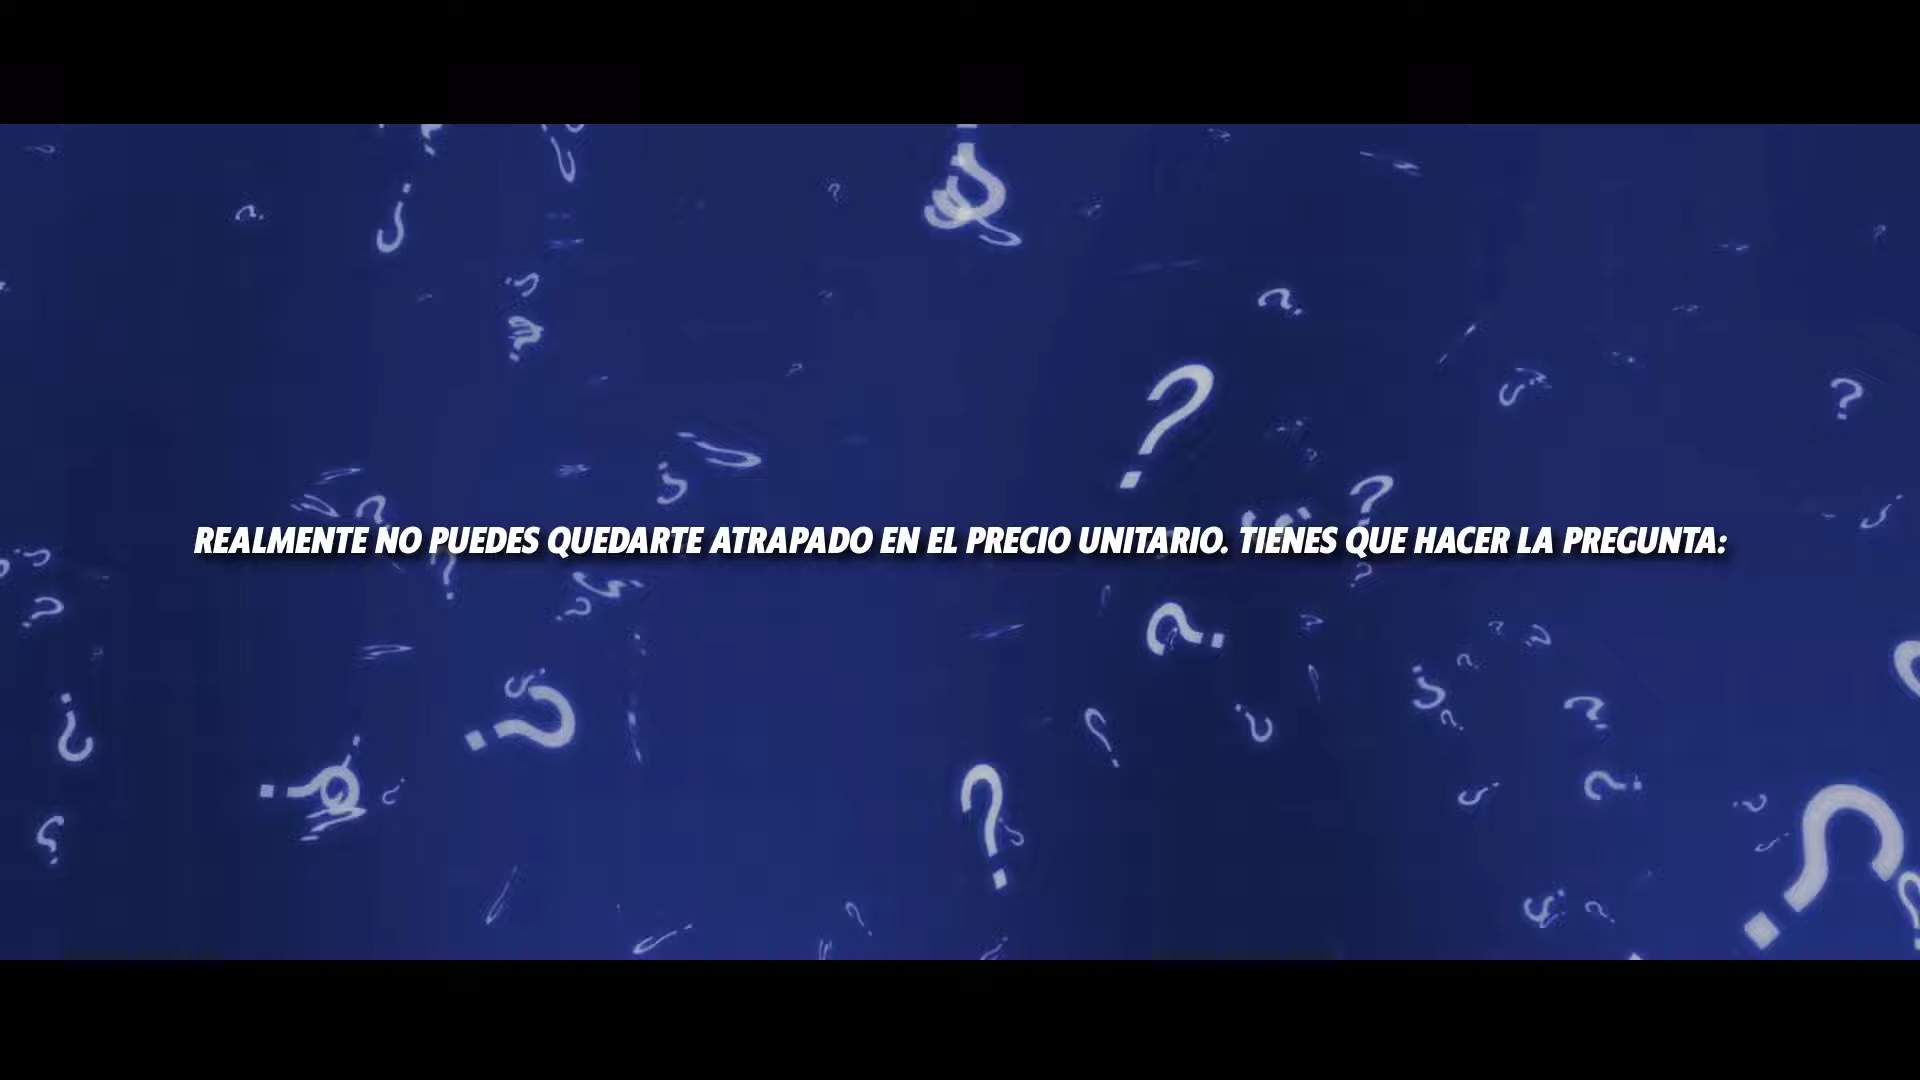 REALMENTE NO PUEDES QUEDARTE ATRAPADO EN EL PRECIO UNITARIO. TIENES QUE HACER LA PREGUNTA: